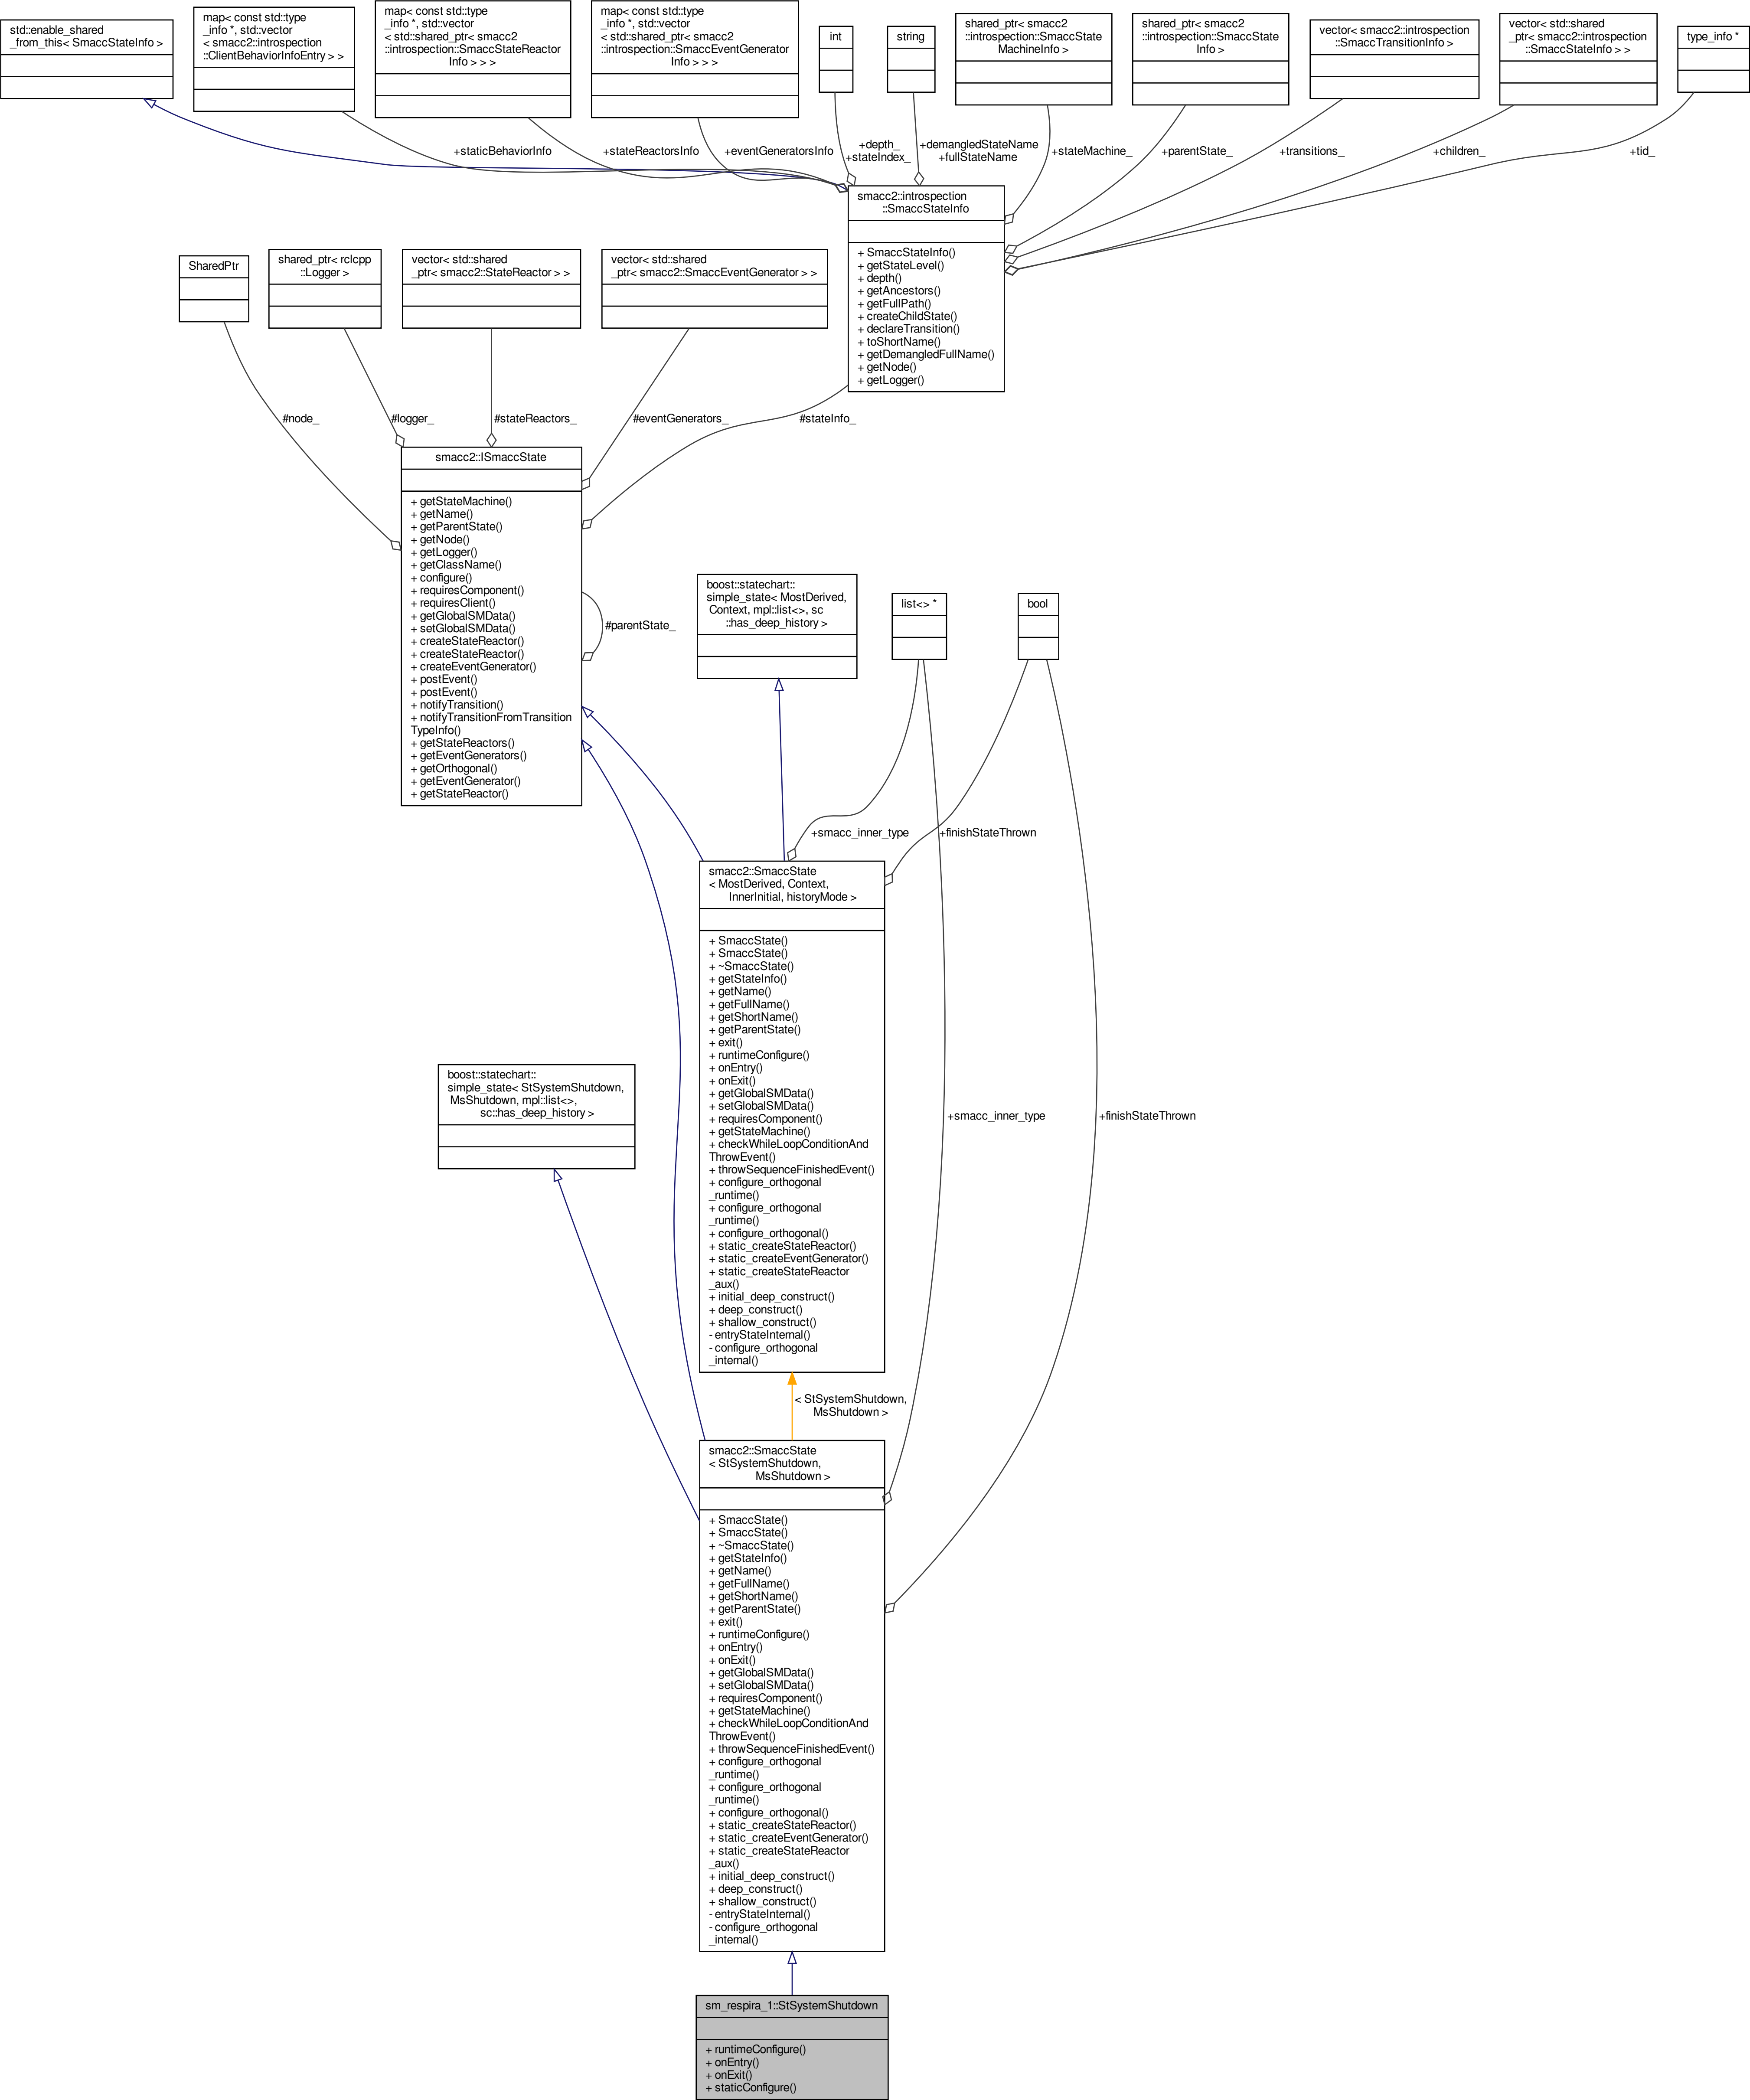 std::enable_shared
_from_this< SmaccStateInfo >
map< const std::type
_info *, std::vector
< smacc2::introspection
::ClientBehaviorInfoEntry > >
map< const std::type
_info *, std::vector
< std::shared_ptr< smacc2
::introspection::SmaccStateReactor
Info > > >
map< const std::type
_info *, std::vector
< std::shared_ptr< smacc2
::introspection::SmaccEventGenerator
Info > > >
int
string
shared_ptr< smacc2
::introspection::SmaccState
MachineInfo >
shared_ptr< smacc2
::introspection::SmaccState
Info >
vector< smacc2::introspection
::SmaccTransitionInfo >
vector< std::shared
_ptr< smacc2::introspection
::SmaccStateInfo > >
type_info *
+staticBehaviorInfo
+stateReactorsInfo
+eventGeneratorsInfo
+depth_
+stateIndex_
+demangledStateName
+fullStateName
+stateMachine_
+parentState_
+transitions_
+children_
+tid_
smacc2::introspection
::SmaccStateInfo
+ SmaccStateInfo()
+ getStateLevel()
+ depth()
+ getAncestors()
+ getFullPath()
+ createChildState()
+ declareTransition()
+ toShortName()
+ getDemangledFullName()
+ getNode()
+ getLogger()
SharedPtr
shared_ptr< rclcpp
::Logger >
vector< std::shared
_ptr< smacc2::StateReactor > >
vector< std::shared
_ptr< smacc2::SmaccEventGenerator > >
#node_
#logger_
#stateReactors_
#eventGenerators_
#stateInfo_
smacc2::ISmaccState
+ getStateMachine()
+ getName()
+ getParentState()
+ getNode()
+ getLogger()
+ getClassName()
+ configure()
+ requiresComponent()
+ requiresClient()
+ getGlobalSMData()
+ setGlobalSMData()
+ createStateReactor()
+ createStateReactor()
+ createEventGenerator()
+ postEvent()
+ postEvent()
+ notifyTransition()
+ notifyTransitionFromTransition
TypeInfo()
+ getStateReactors()
+ getEventGenerators()
+ getOrthogonal()
+ getEventGenerator()
+ getStateReactor()
#parentState_
boost::statechart::
simple_state< MostDerived,
Context, mpl::list<>, sc
::has_deep_history >
list<> *
bool
+smacc_inner_type
+finishStateThrown
smacc2::SmaccState
< MostDerived, Context,
InnerInitial, historyMode >
+ SmaccState()
+ SmaccState()
+ ~SmaccState()
+ getStateInfo()
+ getName()
+ getFullName()
+ getShortName()
+ getParentState()
+ exit()
+ runtimeConfigure()
+ onEntry()
+ onExit()
+ getGlobalSMData()
+ setGlobalSMData()
+ requiresComponent()
+ getStateMachine()
+ checkWhileLoopConditionAnd
ThrowEvent()
+ throwSequenceFinishedEvent()
+ configure_orthogonal
_runtime()
+ configure_orthogonal
_runtime()
+ configure_orthogonal()
+ static_createStateReactor()
+ static_createEventGenerator()
+ static_createStateReactor
_aux()
+ initial_deep_construct()
+ deep_construct()
+ shallow_construct()
- entryStateInternal()
- configure_orthogonal
_internal()
boost::statechart::
simple_state< StSystemShutdown,
MsShutdown, mpl::list<>,
sc::has_deep_history >
+smacc_inner_type
+finishStateThrown
< StSystemShutdown,
MsShutdown >
smacc2::SmaccState
< StSystemShutdown,
MsShutdown >
+ SmaccState()
+ SmaccState()
+ ~SmaccState()
+ getStateInfo()
+ getName()
+ getFullName()
+ getShortName()
+ getParentState()
+ exit()
+ runtimeConfigure()
+ onEntry()
+ onExit()
+ getGlobalSMData()
+ setGlobalSMData()
+ requiresComponent()
+ getStateMachine()
+ checkWhileLoopConditionAnd
ThrowEvent()
+ throwSequenceFinishedEvent()
+ configure_orthogonal
_runtime()
+ configure_orthogonal
_runtime()
+ configure_orthogonal()
+ static_createStateReactor()
+ static_createEventGenerator()
+ static_createStateReactor
_aux()
+ initial_deep_construct()
+ deep_construct()
+ shallow_construct()
- entryStateInternal()
- configure_orthogonal
_internal()
sm_respira_1::StSystemShutdown
+ runtimeConfigure()
+ onEntry()
+ onExit()
+ staticConfigure()